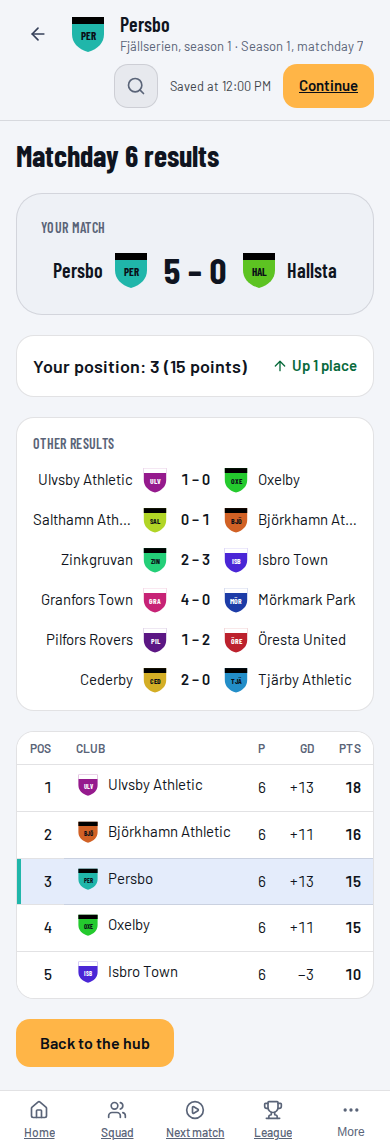 PER
Persbo
Fjällserien, season 1 · Season 1, matchday 7
Saved at 12:00 PM
Continue
Matchday 6 results
YOUR MATCH
Persbo PER 5 – 0 HAL Hallsta
Your position: 3 (15 points) ↑ Up 1 place
OTHER RESULTS
Ulvsby Athletic ULV 1 – 0 OXE Oxelby
Salthamn Ath... SAL 0 – 1 BJÖ Björkhamn At...
Zinkgruvan ZIN 2 – 3 ISB Isbro Town
Granfors Town GRA 4 – 0 MÖR Mörkmark Park
Pilfors Rovers PIL 1 – 2 ÖRE Öresta United
Cederby CED 2 – 0 TJÄ Tjärby Athletic
POS CLUB P GD PTS
1 ULV Ulvsby Athletic 6 +13 18
2 BJÖ Björkhamn Athletic 6 +11 16
3 PER Persbo 6 +13 15
4 OXE Oxelby 6 +11 15
5 ISB Isbro Town 6 −3 10
Back to the hub
Home Squad Next match League More